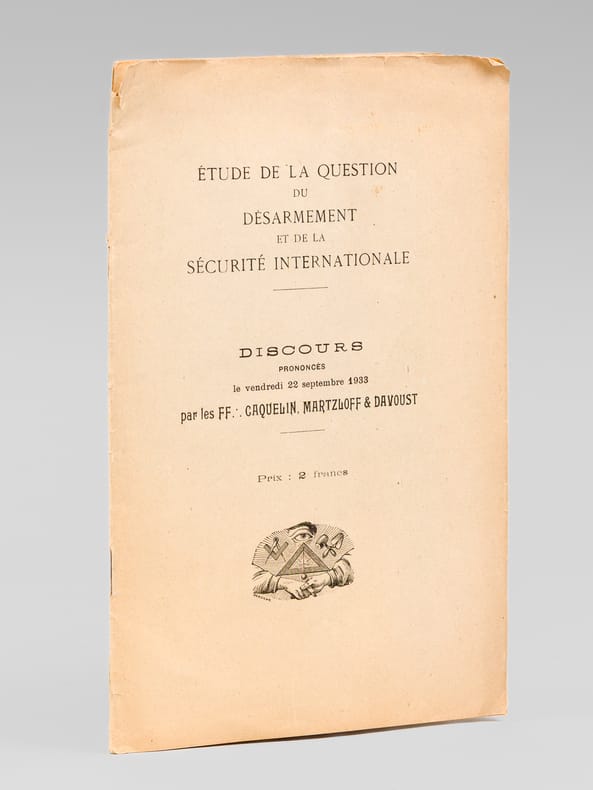 ÉTUDE DE LA QUESTION
DU
DÉSARMEMENT
ET DE LA
SÉCURITÉ INTERNATIONALE
DISCOURS
PRONONCÉS
le vendredi 22 septembre 1933
par les FF∴ CAQUELIN, MARTZLOFF & DAVOUST
Prix : 2 francs